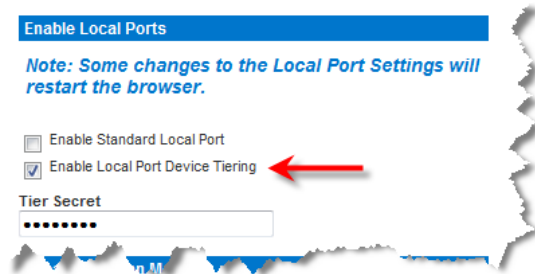 Enable Local Ports
Note: Some changes to the Local Port Settings will
restart the browser.
Enable Standard Local Port
Enable Local Port Device Tiering
Tier Secret
••••••••